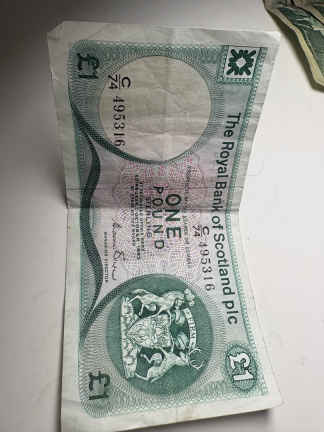 The Royal Bank of Scotland plc
£1
C/74 495316
ONE
POUND
STERLING
C/74 495316
£1
£1